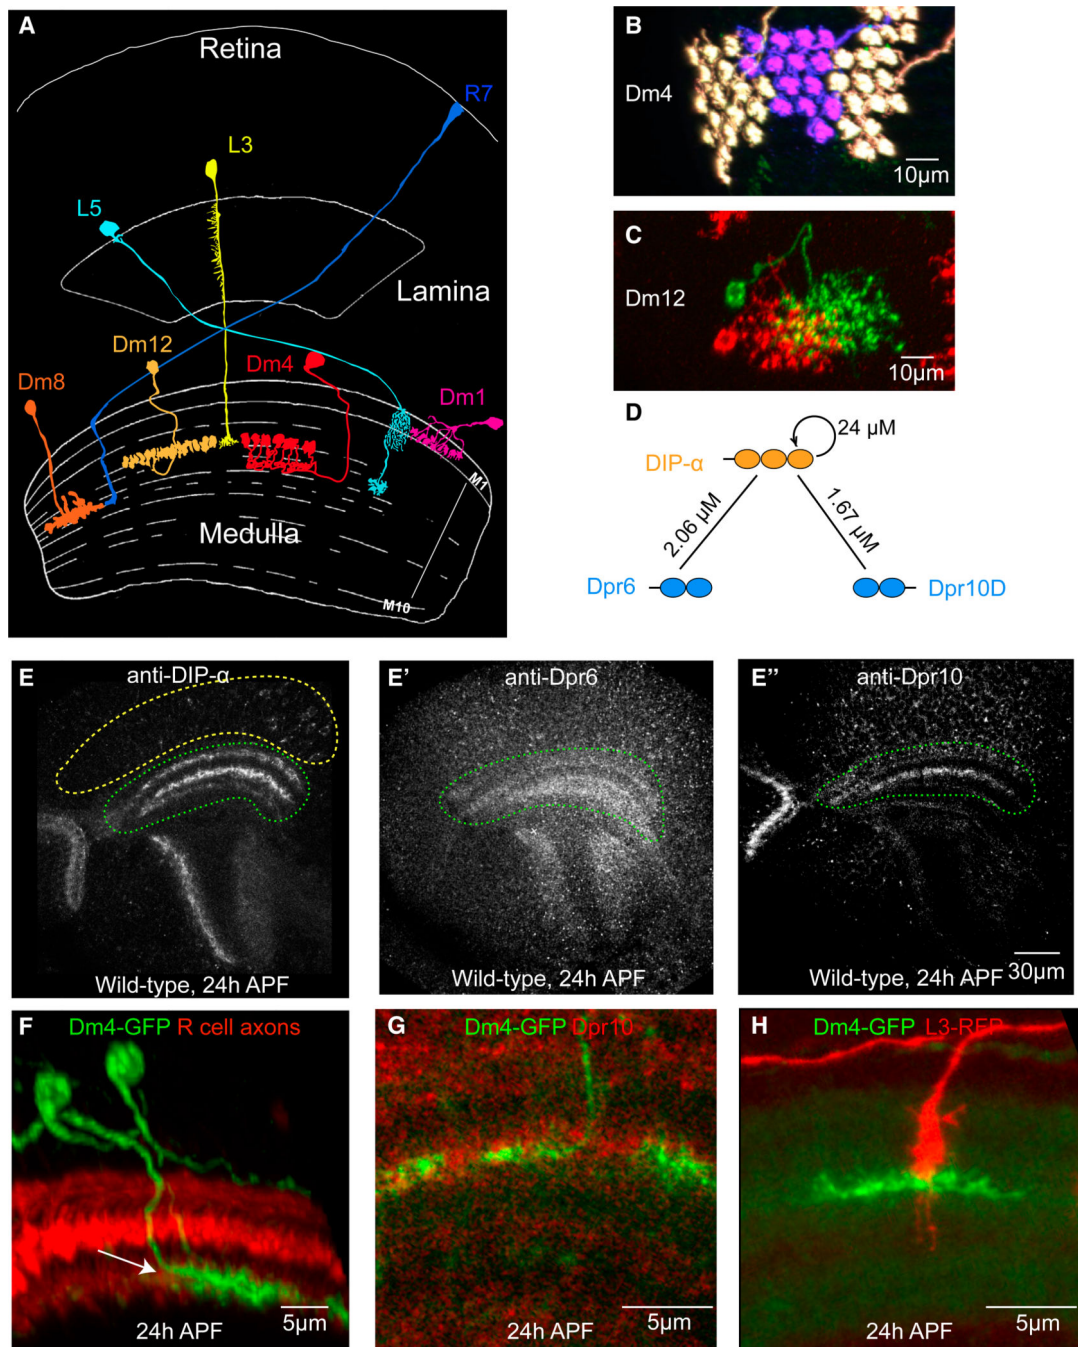 A
Retina
R7
L3
L5
Lamina
Dm12
Dm4
Dm8
Dm1
M1
Medulla
M10
B
Dm4
10µm
C
Dm12
10µm
D
24 µM
DIP-α
2.06 µM
1.67 µM
Dpr6
Dpr10D
E
anti-DIP-α
Wild-type, 24h APF
E'
anti-Dpr6
Wild-type, 24h APF
E"
anti-Dpr10
30µm
Wild-type, 24h APF
F
Dm4-GFP R cell axons
5µm
24h APF
G
Dm4-GFP Dpr10
5µm
24h APF
H
Dm4-GFP L3-RFP
5µm
24h APF